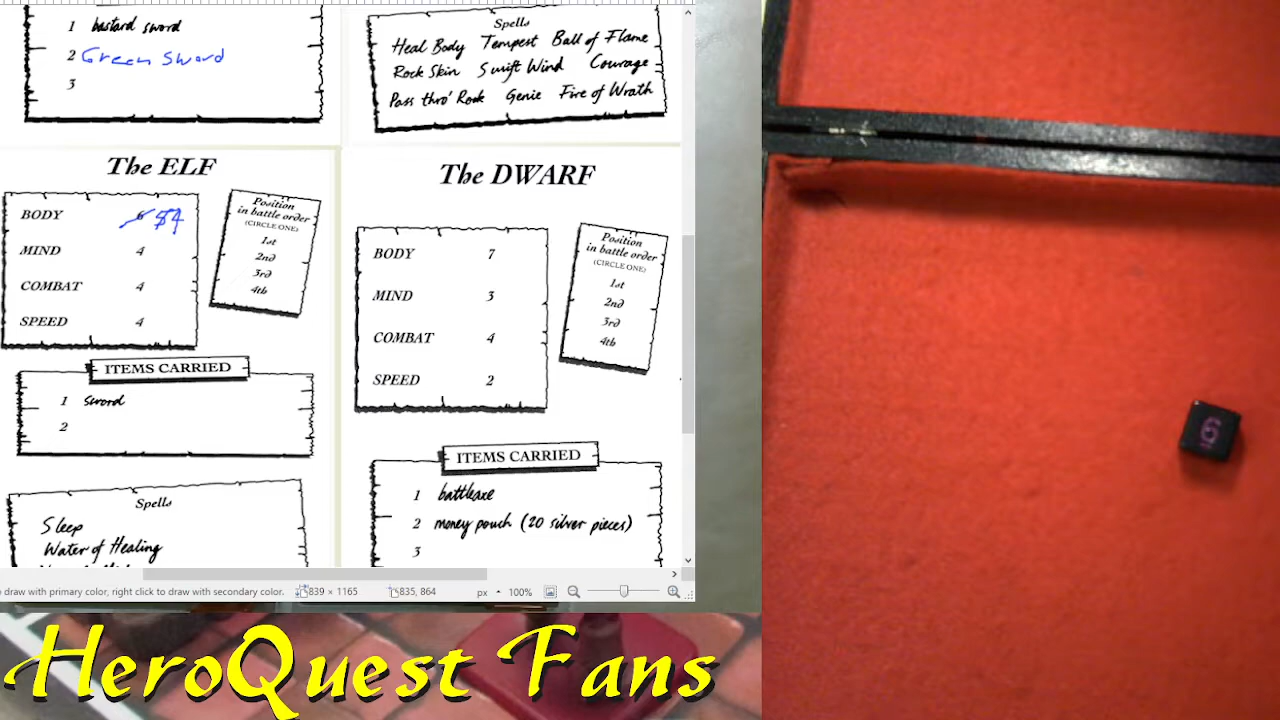 1 bastard sword
2 Green Sword
3
Spells
Heal Body Tempest Ball of Flame
Rock Skin Swift Wind Courage
Pass thro' Rock Genie Fire of Wrath
The ELF
BODY 6 5 4
MIND 4
COMBAT 4
SPEED 4
Position
in battle order
(CIRCLE ONE)
1st
2nd
3rd
4th
ITEMS CARRIED
1 sword
2
Spells
Sleep
Water of Healing
The DWARF
BODY 7
MIND 3
COMBAT 4
SPEED 2
Position
in battle order
(CIRCLE ONE)
1st
2nd
3rd
4th
ITEMS CARRIED
1 battleaxe
2 money pouch (20 silver pieces)
3
draw with primary color, right click to draw with secondary color.
839 × 1165
835, 864
px
100%
HeroQuest Fans
6